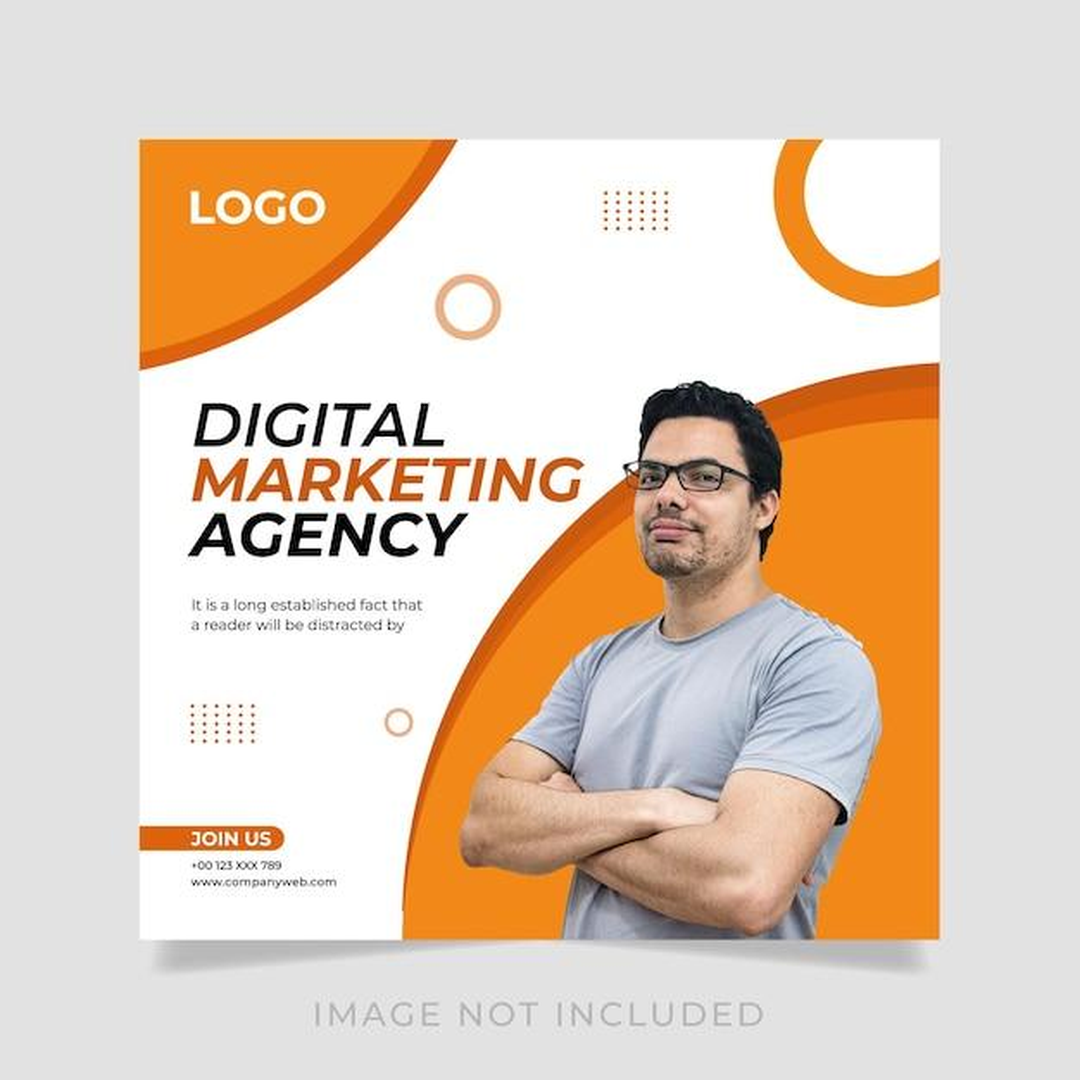 LOGO
DIGITAL
MARKETING
AGENCY
It is a long established fact that
a reader will be distracted by
JOIN US
+00 123 XXX 789
www.companyweb.com
IMAGE NOT INCLUDED